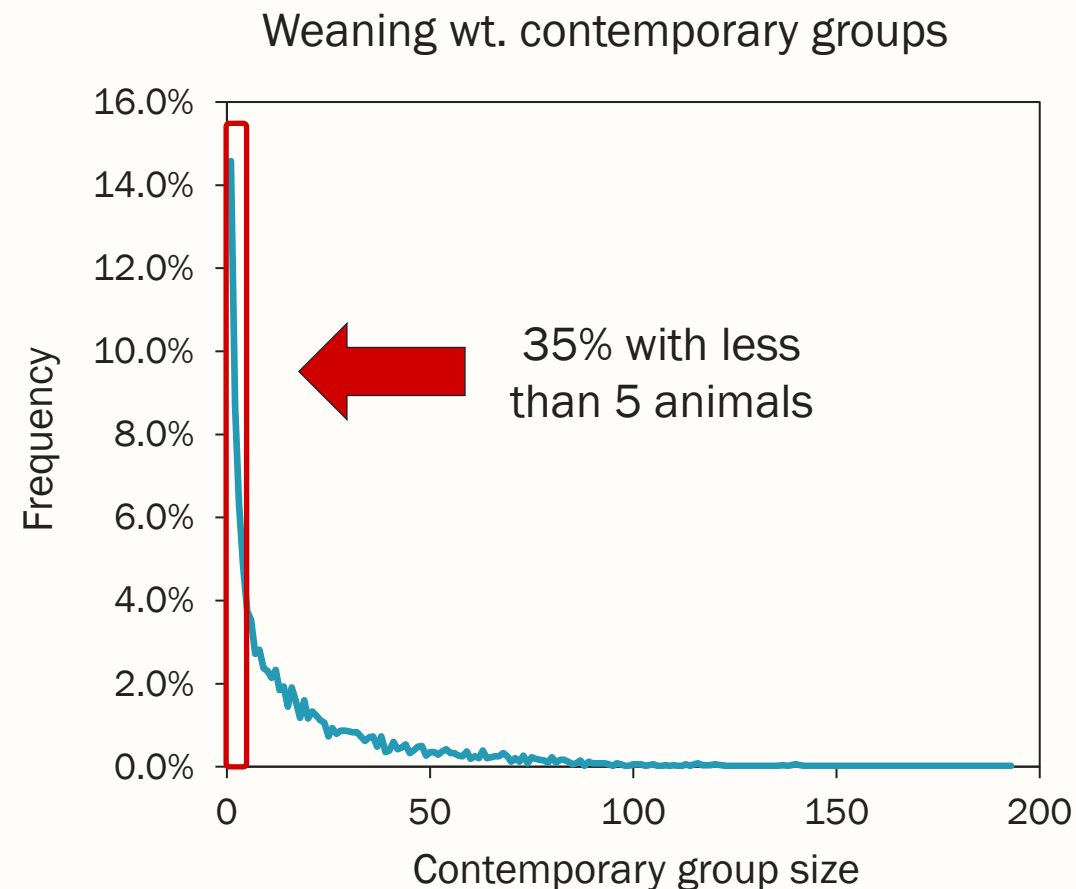 Weaning wt. contemporary groups
16.0%
14.0%
12.0%
10.0%
8.0%
6.0%
4.0%
2.0%
0.0%
Frequency
35% with less
than 5 animals
0 50 100 150 200
Contemporary group size